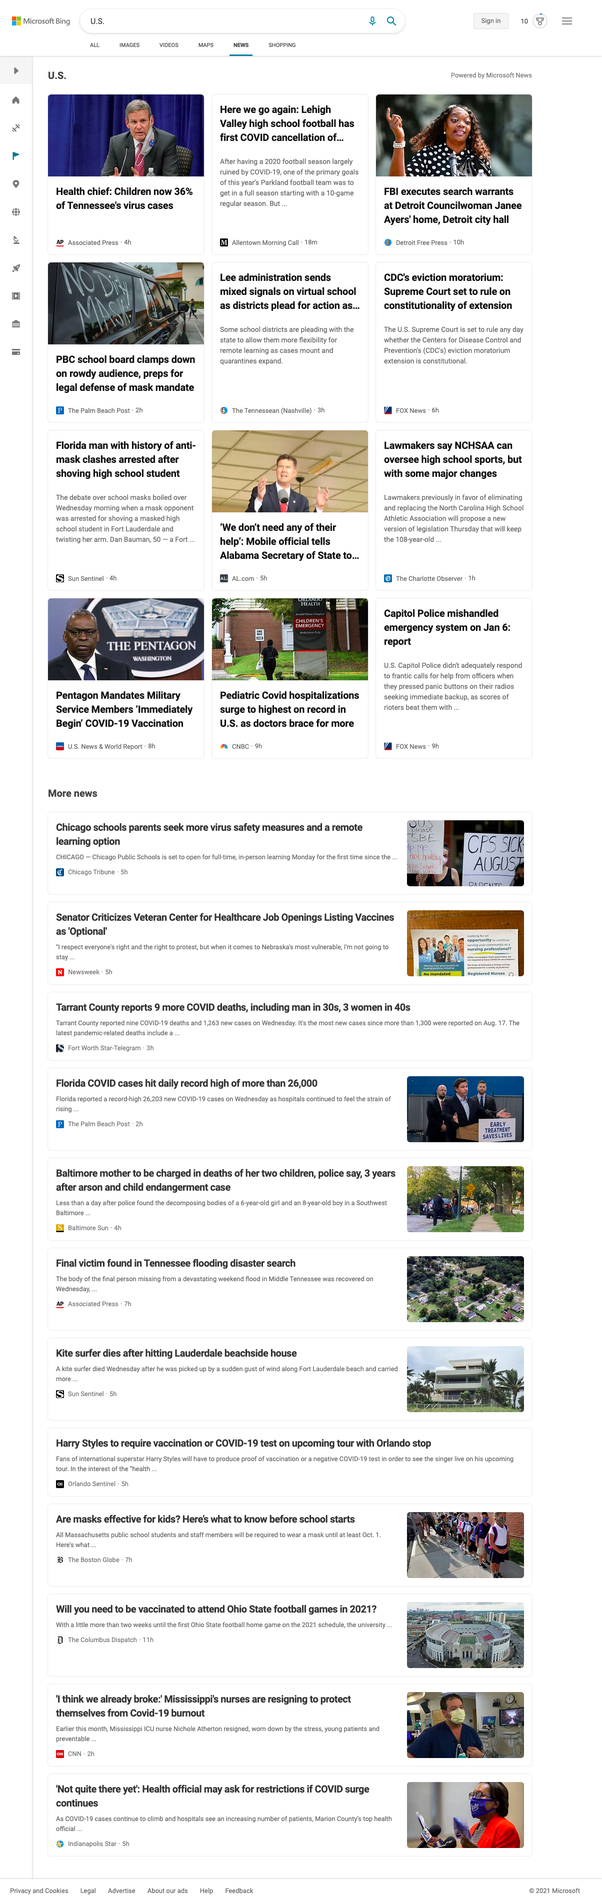 Microsoft Bing
U.S.
Sign in
10
ALL
IMAGES
VIDEOS
MAPS
NEWS
SHOPPING
U.S.
Powered by Microsoft News
Health chief: Children now 36%
of Tennessee's virus cases
AP Associated Press · 4h
Here we go again: Lehigh
Valley high school football has
first COVID cancellation of...
After having a 2020 football season largely
ruined by COVID-19, one of the primary goals
of this year's Parkland football team was to
get in a full season starting with a 10-game
regular season. But ...
Allentown Morning Call · 18m
FBI executes search warrants
at Detroit Councilwoman Janee
Ayers' home, Detroit city hall
Detroit Free Press · 10h
NO DiRty
MASK
PBC school board clamps down
on rowdy audience, preps for
legal defense of mask mandate
The Palm Beach Post · 2h
Lee administration sends
mixed signals on virtual school
as districts plead for action as...
Some school districts are pleading with the
state to allow them more flexibility for
remote learning as cases mount and
quarantines expand.
The Tennessean (Nashville) · 3h
CDC's eviction moratorium:
Supreme Court set to rule on
constitutionality of extension
The U.S. Supreme Court is set to rule any day
whether the Centers for Disease Control and
Prevention's (CDC's) eviction moratorium
extension is constitutional.
FOX News · 6h
Florida man with history of anti-
mask clashes arrested after
shoving high school student
The debate over school masks boiled over
Wednesday morning when a mask opponent
was arrested for shoving a masked high
school student in Fort Lauderdale and
twisting her arm. Dan Bauman, 50 — a Fort ...
Sun Sentinel · 4h
'We don't need any of their
help': Mobile official tells
Alabama Secretary of State to...
AL.com · 5h
Lawmakers say NCHSAA can
oversee high school sports, but
with some major changes
Lawmakers previously in favor of eliminating
and replacing the North Carolina High School
Athletic Association will propose a new
version of legislation Thursday that will keep
the 108-year-old ...
The Charlotte Observer · 1h
THE PENTAGON
WASHINGTON
Pentagon Mandates Military
Service Members 'Immediately
Begin' COVID-19 Vaccination
U.S. News & World Report · 8h
HEALTH
CHILDREN'S
EMERGENCY
Pediatric Covid hospitalizations
surge to highest on record in
U.S. as doctors brace for more
CNBC · 9h
Capitol Police mishandled
emergency system on Jan 6:
report
U.S. Capitol Police didn't adequately respond
to frantic calls for help from officers when
they pressed panic buttons on their radios
seeking immediate backup, as scores of
rioters beat them with ...
FOX News · 9h
More news
Chicago schools parents seek more virus safety measures and a remote
learning option
CHICAGO — Chicago Public Schools is set to open for full-time, in-person learning Monday for the first time since the ...
Chicago Tribune · 5h
CPS SICK
AUGUST
Senator Criticizes Veteran Center for Healthcare Job Openings Listing Vaccines
as 'Optional'
"I respect everyone's right and the right to protest, but when it comes to Nebraska's most vulnerable, I'm not going to
stay ...
N Newsweek · 5h
Tarrant County reports 9 more COVID deaths, including man in 30s, 3 women in 40s
Tarrant County reported nine COVID-19 deaths and 1,263 new cases on Wednesday. It's the most new cases since more than 1,300 were reported on Aug. 17. The
latest pandemic-related deaths include a ...
Fort Worth Star-Telegram · 3h
Florida COVID cases hit daily record high of more than 26,000
Florida reported a record-high 26,203 new COVID-19 cases on Wednesday as hospitals continued to feel the strain of
rising ...
The Palm Beach Post · 2h
EARLY
TREATMENT
SAVES LIVES
Baltimore mother to be charged in deaths of her two children, police say, 3 years
after arson and child endangerment case
Less than a day after police found the decomposing bodies of a 6-year-old girl and an 8-year-old boy in a Southwest
Baltimore ...
Baltimore Sun · 4h
Final victim found in Tennessee flooding disaster search
The body of the final person missing from a devastating weekend flood in Middle Tennessee was recovered on
Wednesday, ...
AP Associated Press · 7h
Kite surfer dies after hitting Lauderdale beachside house
A kite surfer died Wednesday after he was picked up by a sudden gust of wind along Fort Lauderdale beach and carried
more ...
Sun Sentinel · 5h
Harry Styles to require vaccination or COVID-19 test on upcoming tour with Orlando stop
Fans of international superstar Harry Styles will have to produce proof of vaccination or a negative COVID-19 test in order to see the singer live on his upcoming
tour. In the interest of the "health ...
OS Orlando Sentinel · 5h
Are masks effective for kids? Here's what to know before school starts
All Massachusetts public school students and staff members will be required to wear a mask until at least Oct. 1.
Here's what ...
The Boston Globe · 7h
Will you need to be vaccinated to attend Ohio State football games in 2021?
With a little more than two weeks until the first Ohio State football home game on the 2021 schedule, the university ...
The Columbus Dispatch · 11h
'I think we already broke:' Mississippi's nurses are resigning to protect
themselves from Covid-19 burnout
Earlier this month, Mississippi ICU nurse Nichole Atherton resigned, worn down by the stress, young patients and
preventable ...
CNN · 2h
'Not quite there yet': Health official may ask for restrictions if COVID surge
continues
As COVID-19 cases continue to climb and hospitals see an increasing number of patients, Marion County's top health
official ...
Indianapolis Star · 5h
Privacy and Cookies
Legal
Advertise
About our ads
Help
Feedback
© 2021 Microsoft